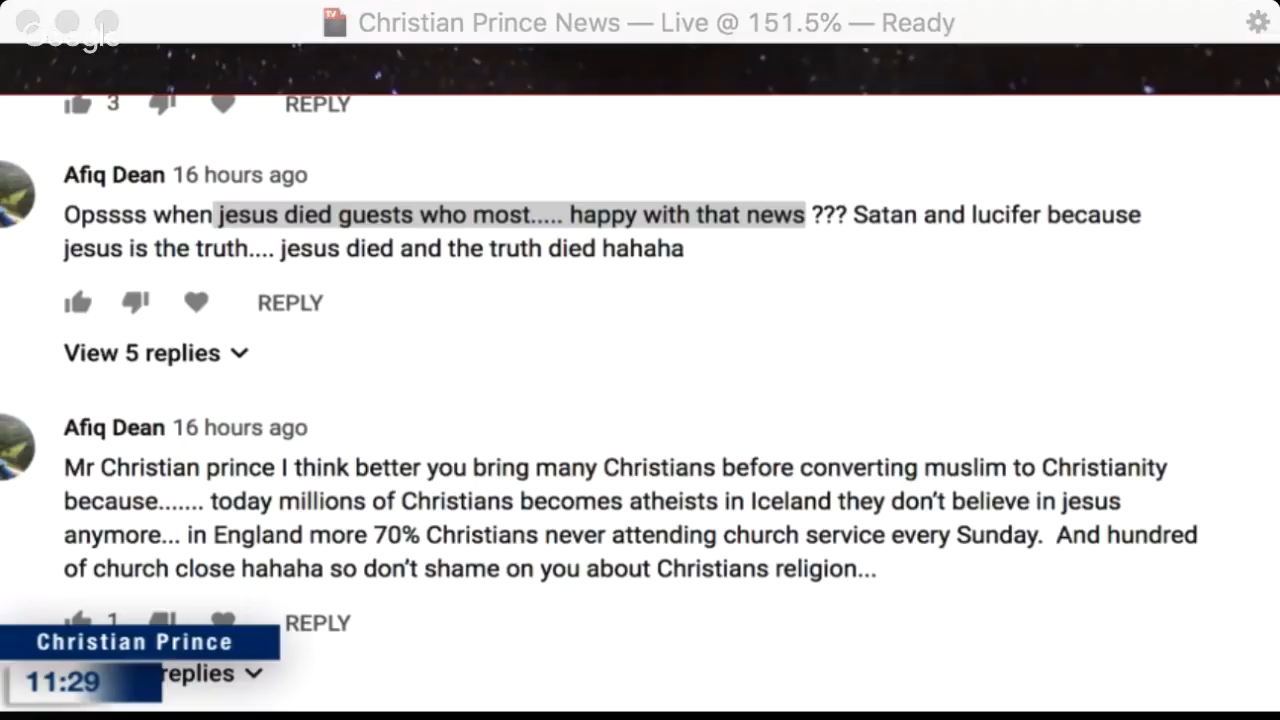 Christian Prince News — Live @ 151.5% — Ready
Google
3 REPLY
Afiq Dean 16 hours ago
Opssss when jesus died guests who most..... happy with that news ??? Satan and lucifer because
jesus is the truth.... jesus died and the truth died hahaha
REPLY
View 5 replies
Afiq Dean 16 hours ago
Mr Christian prince I think better you bring many Christians before converting muslim to Christianity
because....... today millions of Christians becomes atheists in Iceland they don't believe in jesus
anymore... in England more 70% Christians never attending church service every Sunday. And hundred
of church close hahaha so don't shame on you about Christians religion...
1 REPLY
Christian Prince
replies
11:29